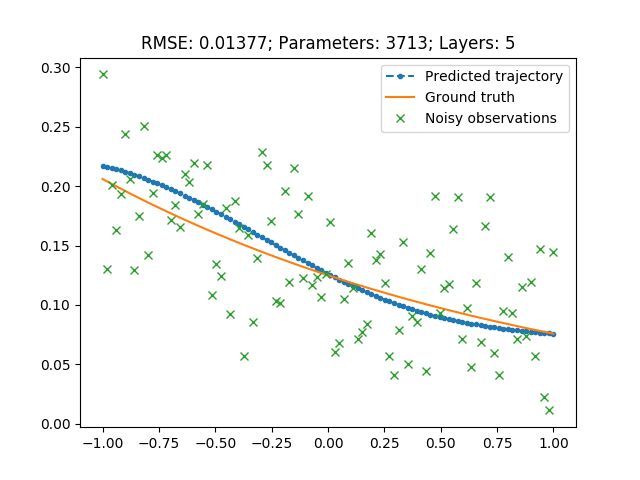 RMSE: 0.01377; Parameters: 3713; Layers: 5
0.30
0.25
0.20
0.15
0.10
0.05
0.00
Predicted trajectory
Ground truth
Noisy observations
−1.00 −0.75 −0.50 −0.25 0.00 0.25 0.50 0.75 1.00